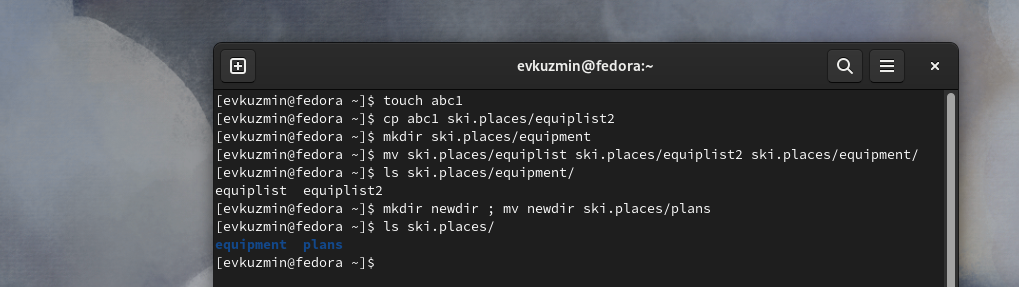 evkuzmin@fedora:~
[evkuzmin@fedora ~]$ touch abc1
[evkuzmin@fedora ~]$ cp abc1 ski.places/equiplist2
[evkuzmin@fedora ~]$ mkdir ski.places/equipment
[evkuzmin@fedora ~]$ mv ski.places/equiplist ski.places/equiplist2 ski.places/equipment/
[evkuzmin@fedora ~]$ ls ski.places/equipment/
equiplist  equiplist2
[evkuzmin@fedora ~]$ mkdir newdir ; mv newdir ski.places/plans
[evkuzmin@fedora ~]$ ls ski.places/
equipment  plans
[evkuzmin@fedora ~]$